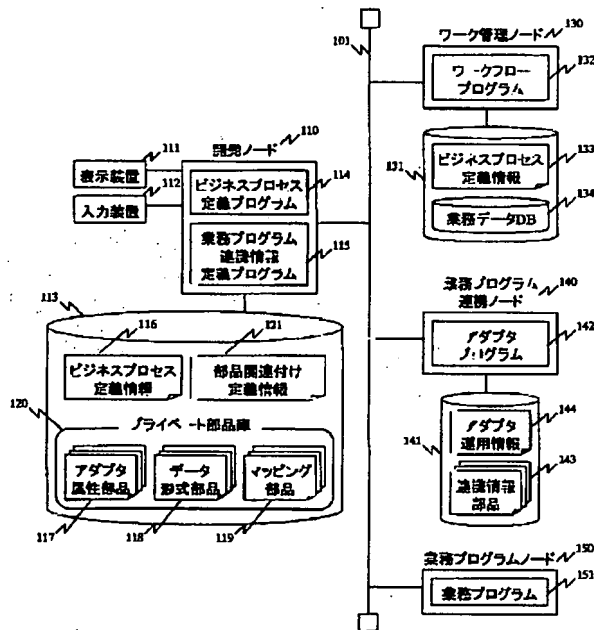 101
ワーク管理ノード
130
ワークフロー
プログラム
132
131
ビジネスプロセス
定義情報
133
業務データDB
134
開発ノード
110
111
表示装置
112
入力装置
ビジネスプロセス
定義プログラム
114
業務プログラム
連携情報
定義プログラム
115
113
116
ビジネスプロセス
定義情報
121
部品関連付け
定義情報
120
プライベート部品庫
アダプタ
属性部品
データ
形式部品
マッピング
部品
117
118
119
業務プログラム
連携ノード
140
アダプタ
プログラム
142
141
アダプタ
運用情報
144
連携情報
部品
143
業務プログラムノード
150
業務プログラム
151